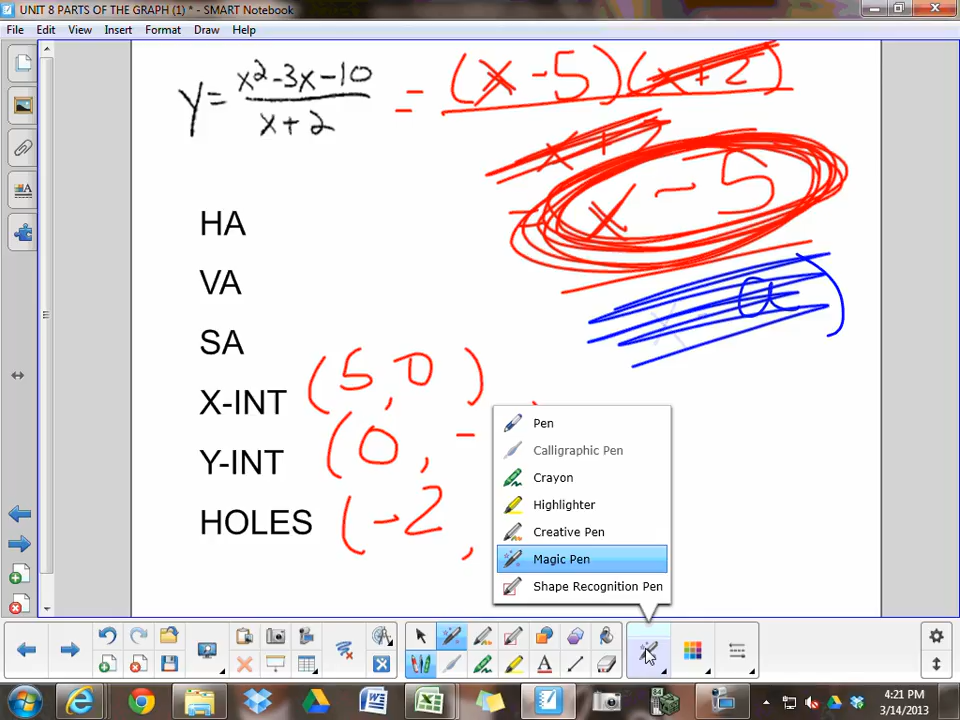 UNIT 8 PARTS OF THE GRAPH (1) * - SMART Notebook
File Edit View Insert Format Draw Help
y = x²-3x-10 / x+2 = (x-5)(x+2)
x+2
x-5
a)
HA
VA
SA
X-INT (5,0)
Y-INT (0, -
HOLES (-2,
Pen
Calligraphic Pen
Crayon
Highlighter
Creative Pen
Magic Pen
Shape Recognition Pen
4:21 PM
3/14/2013